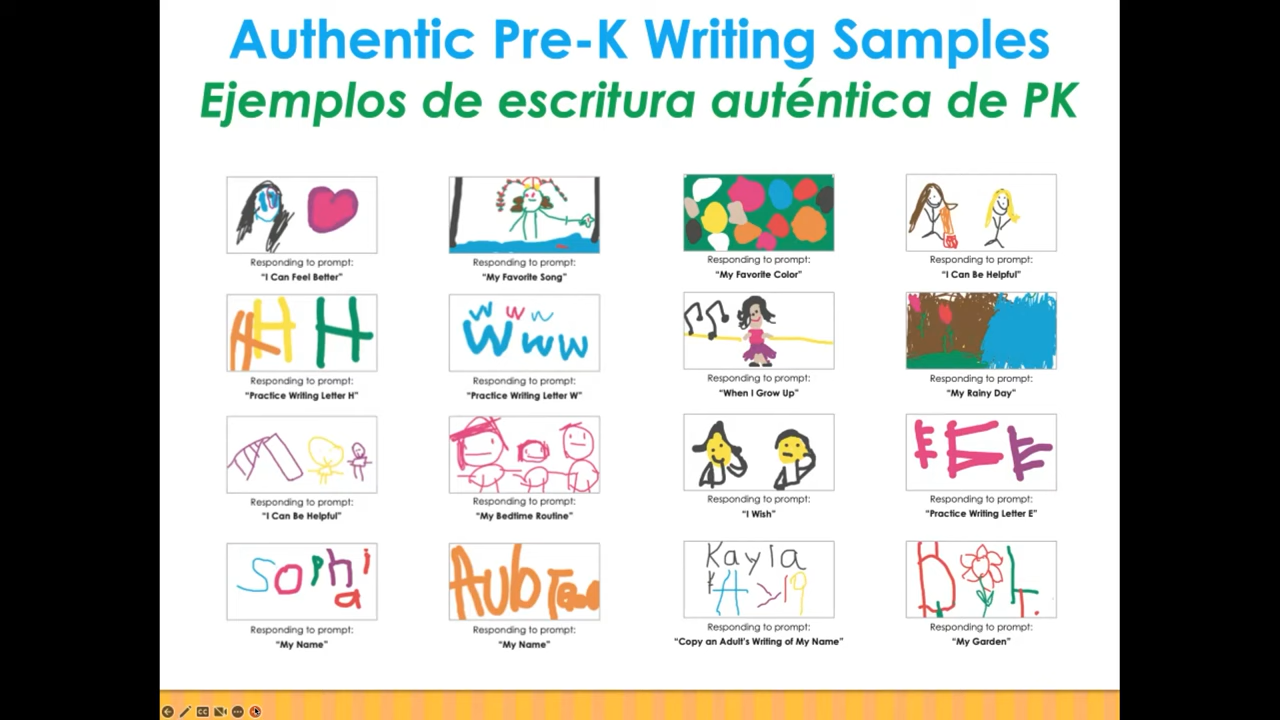 Authentic Pre-K Writing Samples
Ejemplos de escritura auténtica de PK
Responding to prompt:
"I Can Feel Better"
Responding to prompt:
"My Favorite Song"
Responding to prompt:
"My Favorite Color"
Responding to prompt:
"I Can Be Helpful"
H H H
W w w
W w w
Responding to prompt:
"Practice Writing Letter H"
Responding to prompt:
"Practice Writing Letter W"
Responding to prompt:
"When I Grow Up"
Responding to prompt:
"My Rainy Day"
E E E
Responding to prompt:
"I Can Be Helpful"
Responding to prompt:
"My Bedtime Routine"
Responding to prompt:
"I Wish"
Responding to prompt:
"Practice Writing Letter E"
Sophi
a
Aub
Kayla
Responding to prompt:
"My Name"
Responding to prompt:
"My Name"
Responding to prompt:
"Copy an Adult's Writing of My Name"
Responding to prompt:
"My Garden"
CC